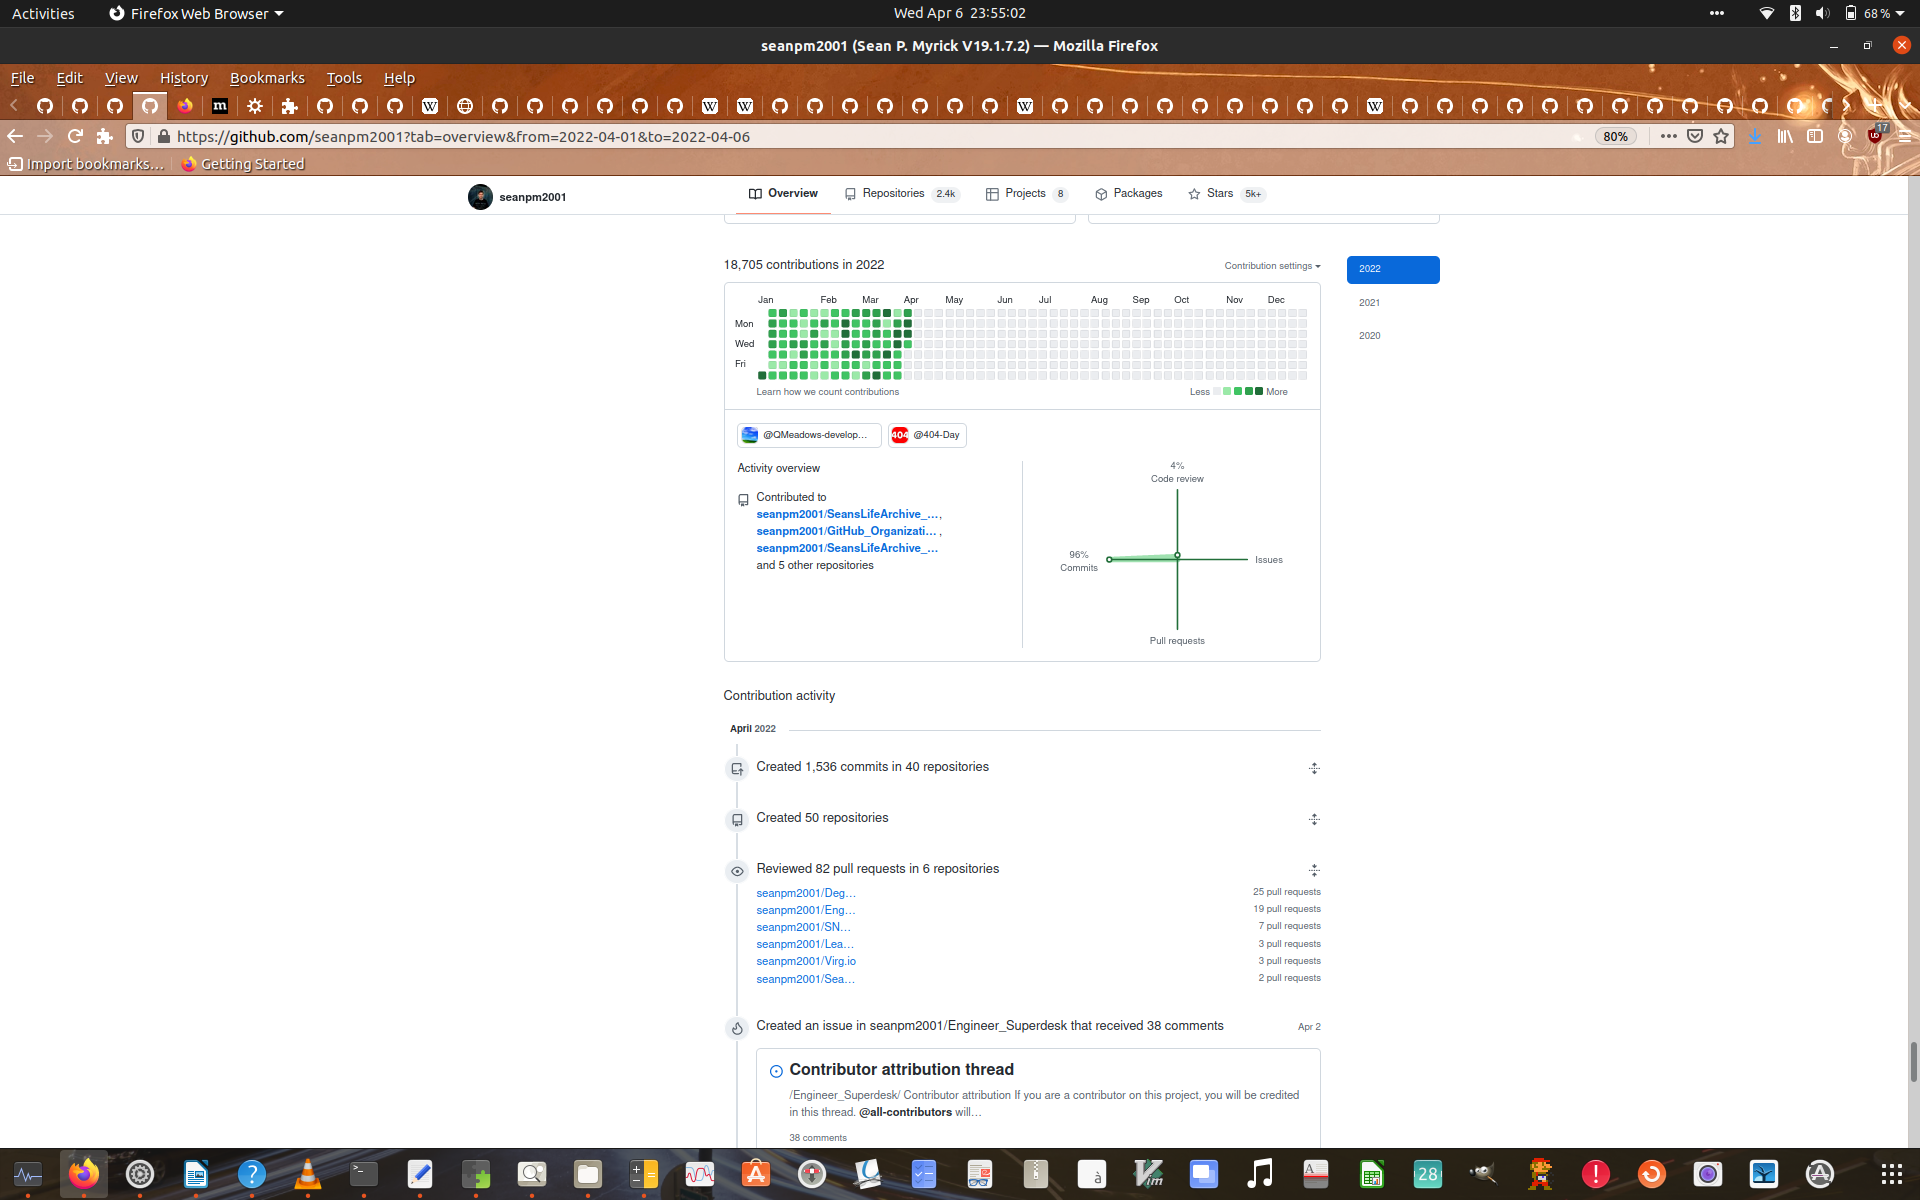 Activities
Firefox Web Browser
Wed Apr 6 23:55:02
68 %
seanpm2001 (Sean P. Myrick V19.1.7.2) — Mozilla Firefox
File Edit View History Bookmarks Tools Help
https://github.com/seanpm2001?tab=overview&from=2022-04-01&to=2022-04-06
80%
17
Import bookmarks…
Getting Started
seanpm2001
Overview
Repositories 2.4k
Projects 8
Packages
Stars 5k+
18,705 contributions in 2022
Contribution settings
2022
2021
2020
Jan Feb Mar Apr May Jun Jul Aug Sep Oct Nov Dec
Mon
Wed
Fri
Learn how we count contributions
Less
More
@QMeadows-develop…
404
@404-Day
Activity overview
Contributed to
seanpm2001/SeansLifeArchive_…,
seanpm2001/GitHub_Organizati… ,
seanpm2001/SeansLifeArchive_…
and 5 other repositories
4%
Code review
96%
Commits
Issues
Pull requests
Contribution activity
April 2022
Created 1,536 commits in 40 repositories
Created 50 repositories
Reviewed 82 pull requests in 6 repositories
seanpm2001/Deg… 25 pull requests
seanpm2001/Eng… 19 pull requests
seanpm2001/SN… 7 pull requests
seanpm2001/Lea… 3 pull requests
seanpm2001/Virg.io 3 pull requests
seanpm2001/Sea… 2 pull requests
Created an issue in seanpm2001/Engineer_Superdesk that received 38 comments
Apr 2
Contributor attribution thread
/Engineer_Superdesk/ Contributor attribution If you are a contributor on this project, you will be credited
in this thread. @all-contributors will…
38 comments
28